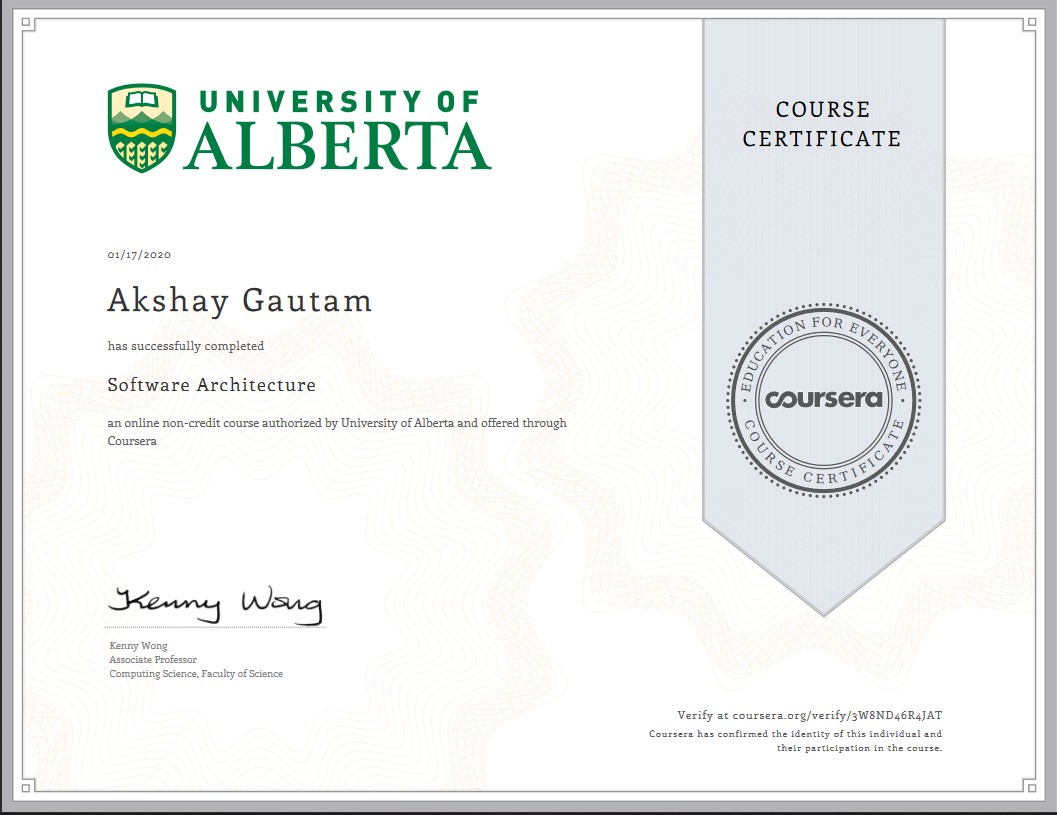 UNIVERSITY OF
ALBERTA
COURSE
CERTIFICATE
01/17/2020
Akshay Gautam
has successfully completed
Software Architecture
an online non-credit course authorized by University of Alberta and offered through
Coursera
EDUCATION FOR EVERYONE
coursera
COURSE CERTIFICATE
Kenny Wong
Kenny Wong
Associate Professor
Computing Science, Faculty of Science
Verify at coursera.org/verify/3W8ND46R4JAT
Coursera has confirmed the identity of this individual and
their participation in the course.